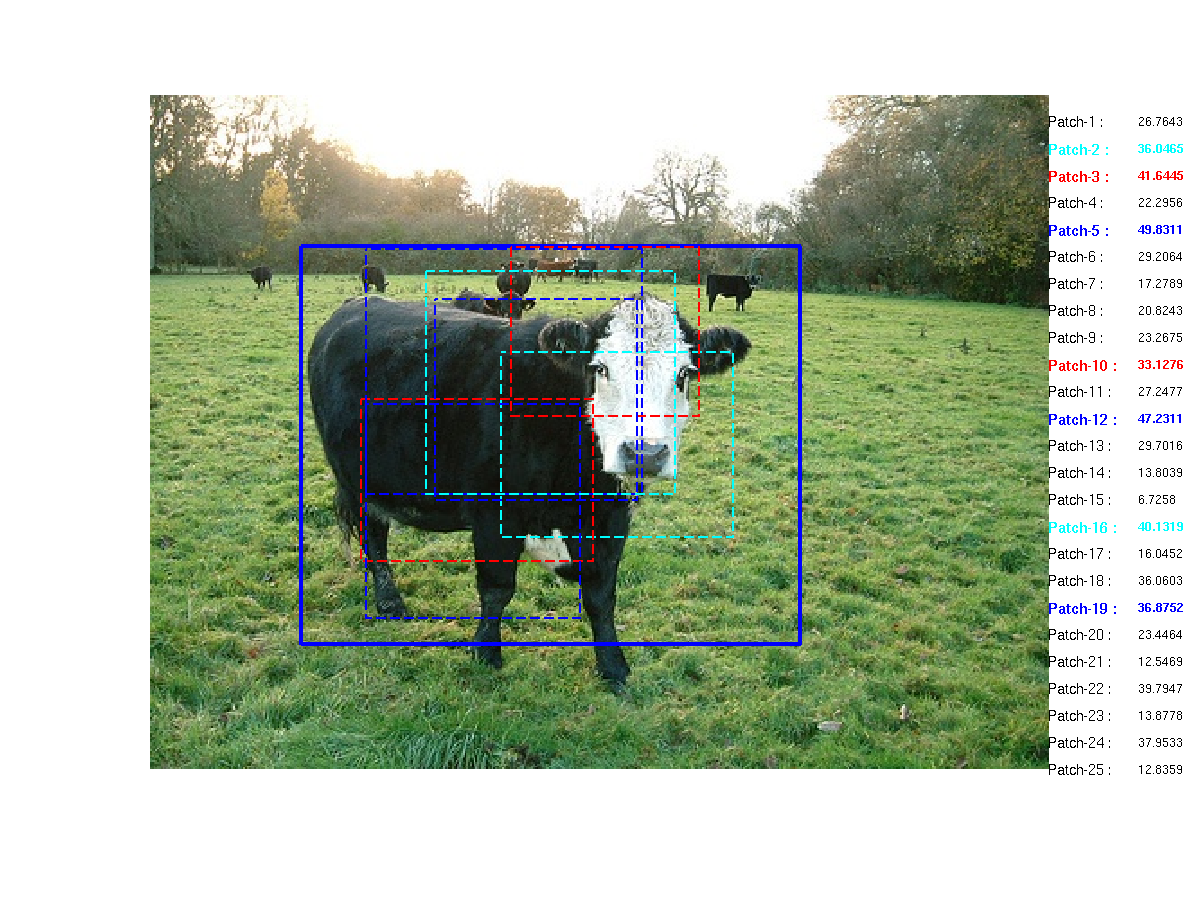 Patch-1 : 26.7643
Patch-2 : 36.0465
Patch-3 : 41.6445
Patch-4 : 22.2956
Patch-5 : 49.8311
Patch-6 : 29.2064
Patch-7 : 17.2789
Patch-8 : 20.8243
Patch-9 : 23.2675
Patch-10 : 33.1276
Patch-11 : 27.2477
Patch-12 : 47.2311
Patch-13 : 29.7016
Patch-14 : 13.8039
Patch-15 : 6.7258
Patch-16 : 40.1319
Patch-17 : 16.0452
Patch-18 : 36.0603
Patch-19 : 36.8752
Patch-20 : 23.4464
Patch-21 : 12.5469
Patch-22 : 39.7947
Patch-23 : 13.8778
Patch-24 : 37.9533
Patch-25 : 12.8359